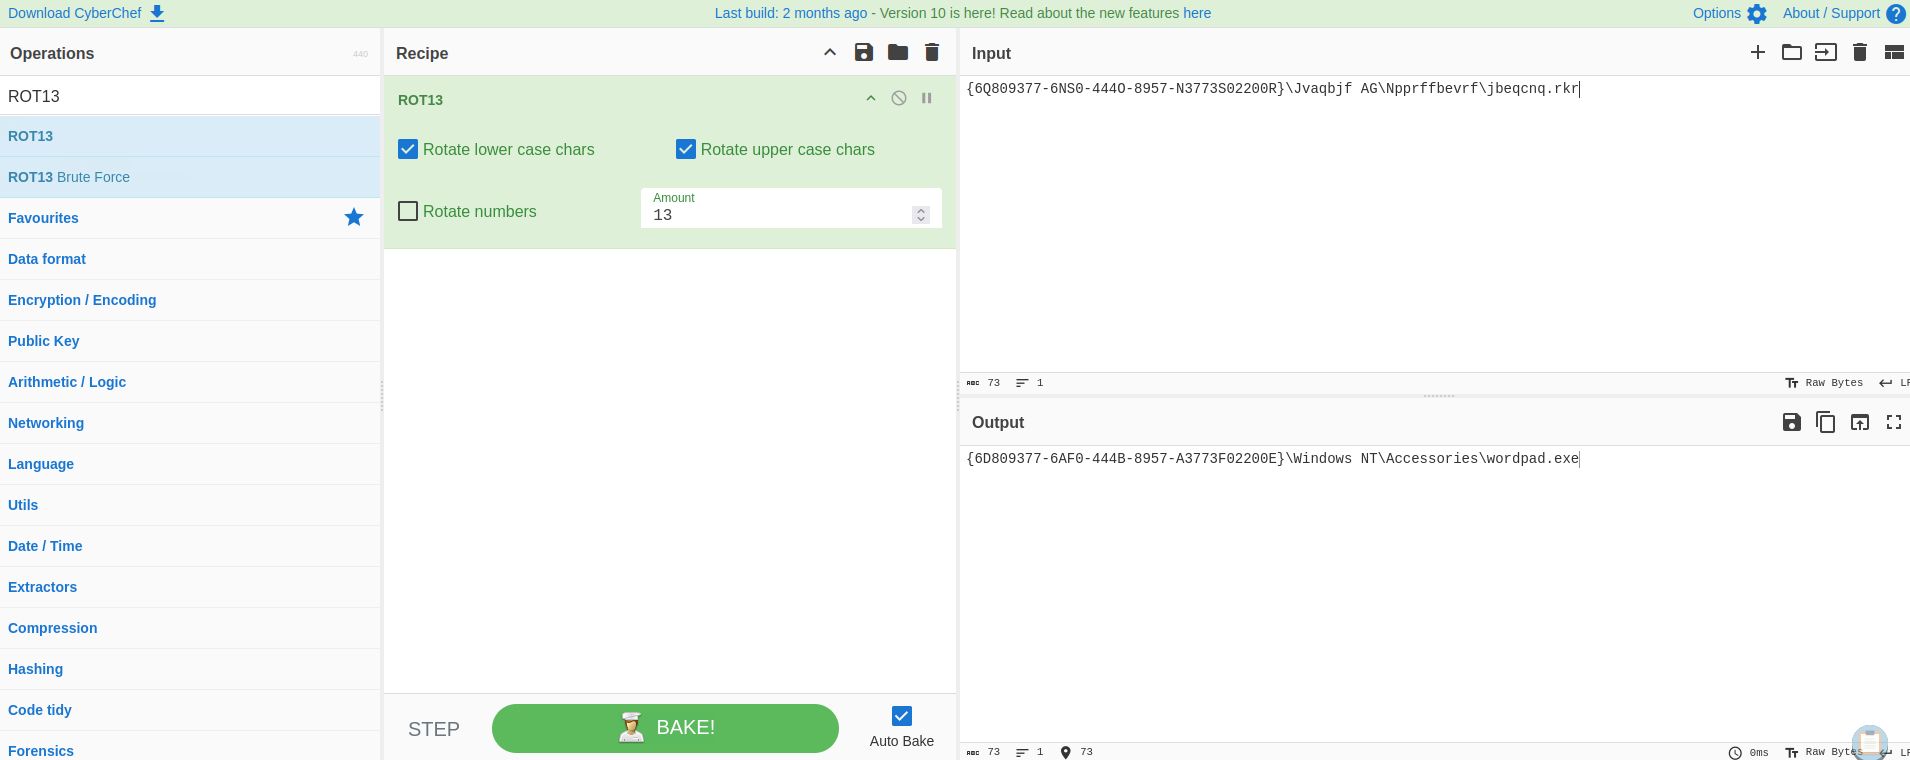 Download CyberChef
Last build: 2 months ago - Version 10 is here! Read about the new features here
Options
About / Support
Operations
440
ROT13
ROT13
ROT13 Brute Force
Favourites
Data format
Encryption / Encoding
Public Key
Arithmetic / Logic
Networking
Language
Utils
Date / Time
Extractors
Compression
Hashing
Code tidy
Forensics
Recipe
ROT13
Rotate lower case chars
Rotate upper case chars
Rotate numbers
Amount
13
STEP
BAKE!
Auto Bake
Input
{6Q809377-6NS0-444O-8957-N3773S02200R}\Jvaqbjf AG\Npprffbevrf\jbeqcnq.rkr
ABC 73 1
Raw Bytes
Output
{6D809377-6AF0-444B-8957-A3773F02200E}\Windows NT\Accessories\wordpad.exe
ABC 73 1 73
0ms
Raw Bytes